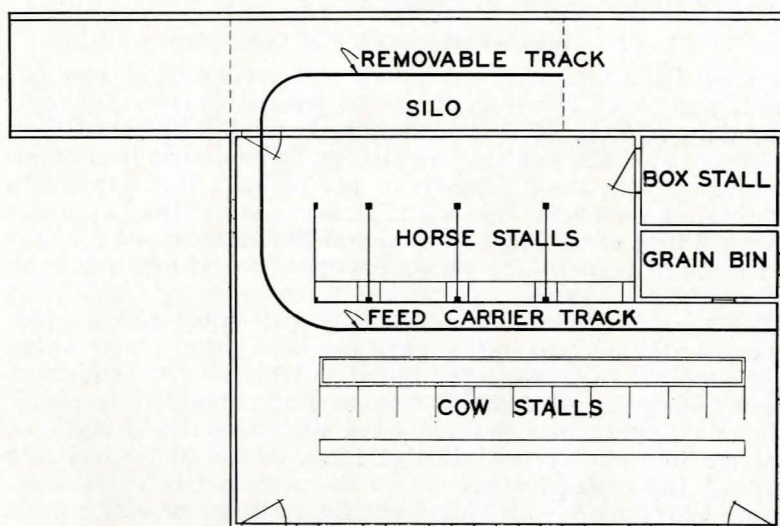 REMOVABLE TRACK
SILO
BOX STALL
HORSE STALLS
GRAIN BIN
FEED CARRIER TRACK
COW STALLS